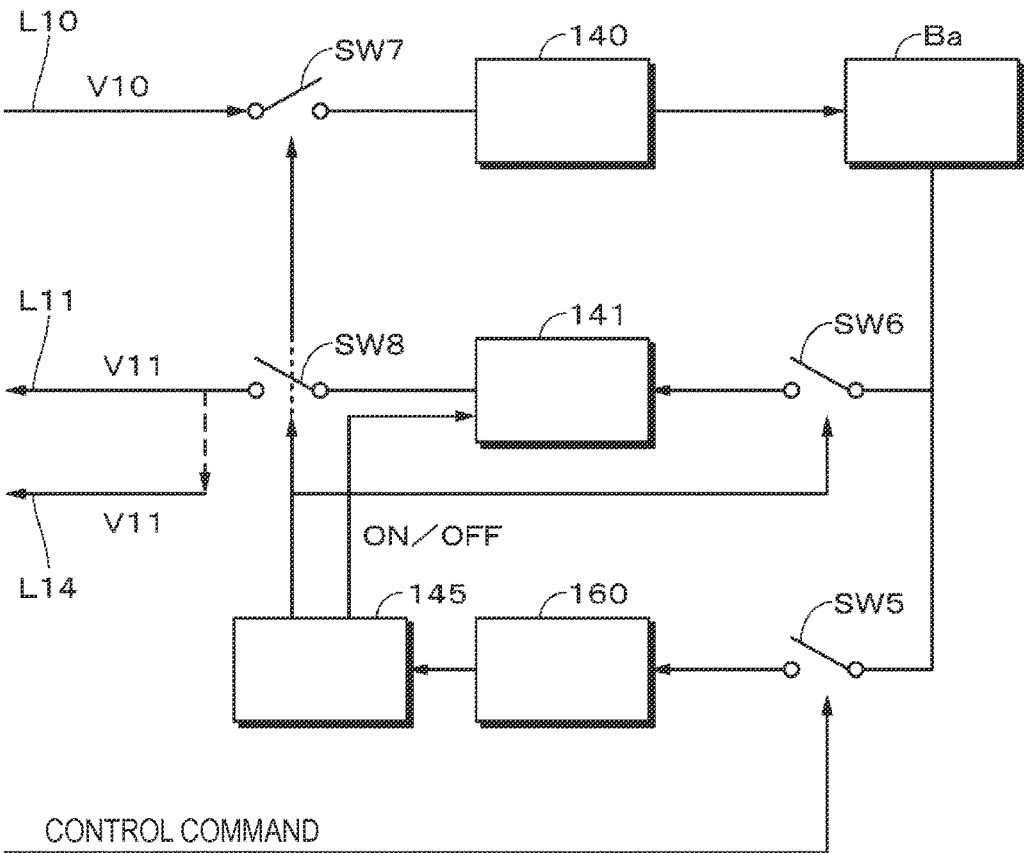 L10
V10
SW7
140
Ba
L11
V11
SW8
141
SW6
V11
L14
ON/OFF
145
160
SW5
CONTROL COMMAND